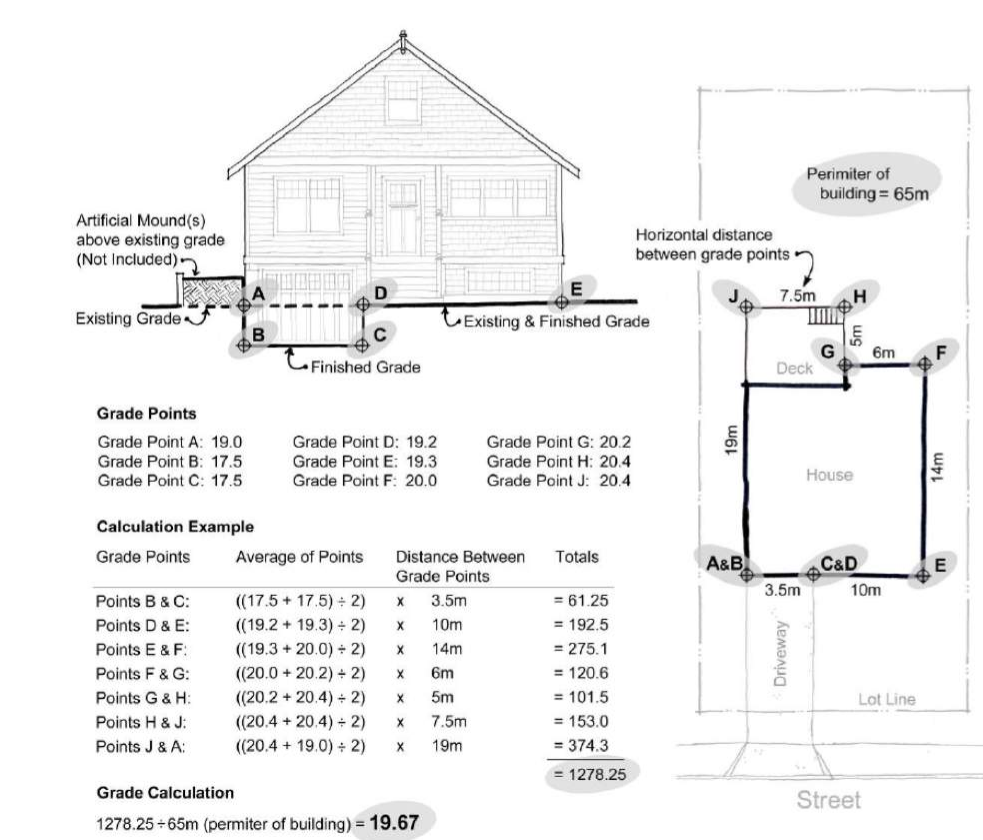 Perimiter of
building = 65m
Artificial Mound(s)
above existing grade
(Not Included)
Horizontal distance
between grade points
A
D
E
Existing Grade
B
C
Existing & Finished Grade
Finished Grade
J
7.5m
H
5m
G
6m
F
Deck
19m
House
14m
A&B
C&D
E
3.5m
10m
Driveway
Lot Line
Street
Grade Points
Grade Point A: 19.0 Grade Point D: 19.2 Grade Point G: 20.2
Grade Point B: 17.5 Grade Point E: 19.3 Grade Point H: 20.4
Grade Point C: 17.5 Grade Point F: 20.0 Grade Point J: 20.4
Calculation Example
Grade Points Average of Points Distance Between Totals
Grade Points
Points B & C: ((17.5 + 17.5) ÷ 2) x 3.5m = 61.25
Points D & E: ((19.2 + 19.3) ÷ 2) x 10m = 192.5
Points E & F: ((19.3 + 20.0) ÷ 2) x 14m = 275.1
Points F & G: ((20.0 + 20.2) ÷ 2) x 6m = 120.6
Points G & H: ((20.2 + 20.4) ÷ 2) x 5m = 101.5
Points H & J: ((20.4 + 20.4) ÷ 2) x 7.5m = 153.0
Points J & A: ((20.4 + 19.0) ÷ 2) x 19m = 374.3
= 1278.25
Grade Calculation
1278.25 ÷ 65m (permiter of building) = 19.67